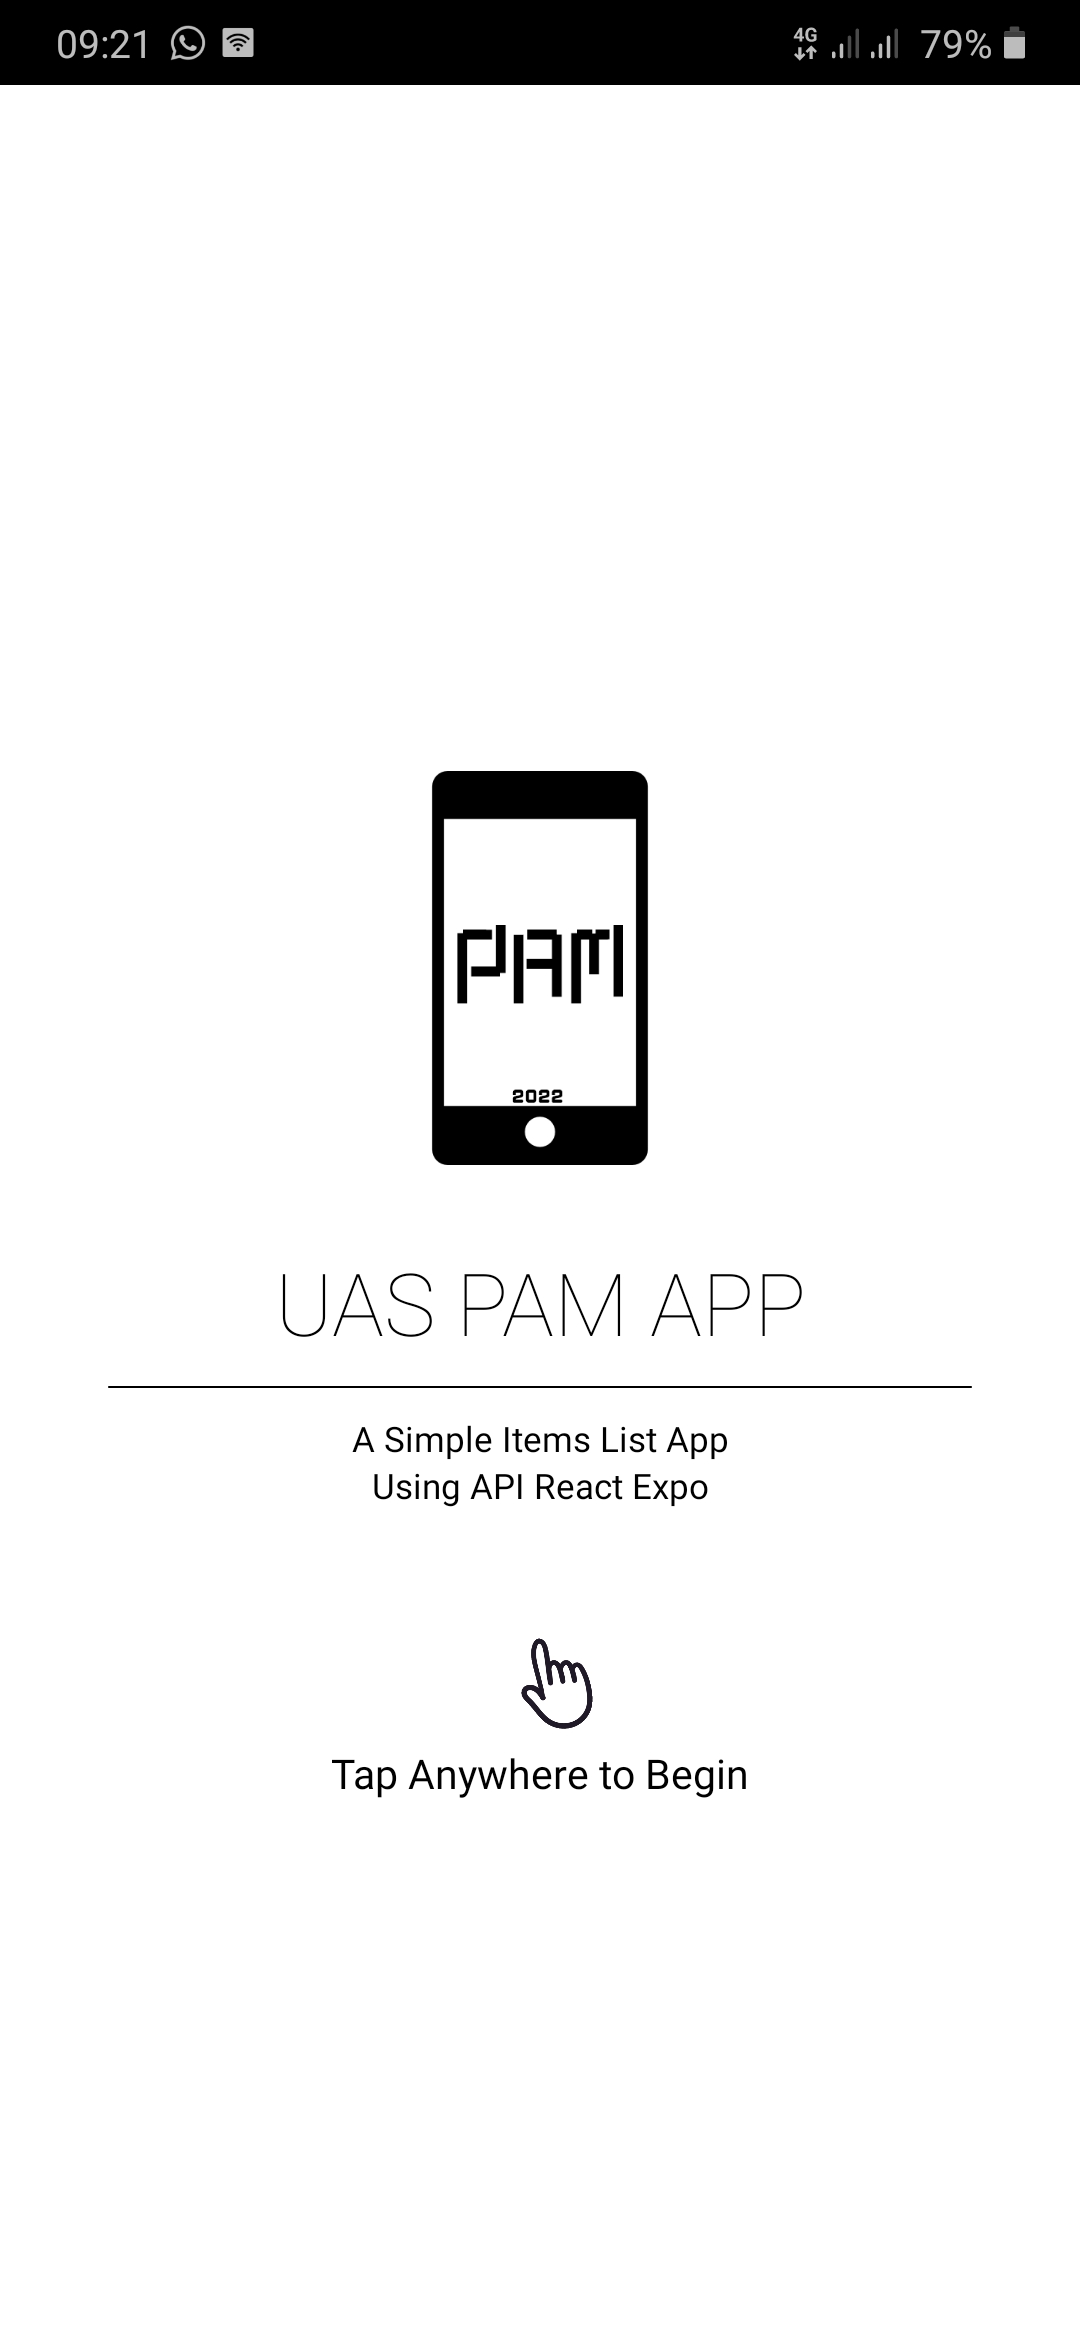 09:21
4G
79%
PAM
2022
UAS PAM APP
A Simple Items List App
Using API React Expo
Tap Anywhere to Begin